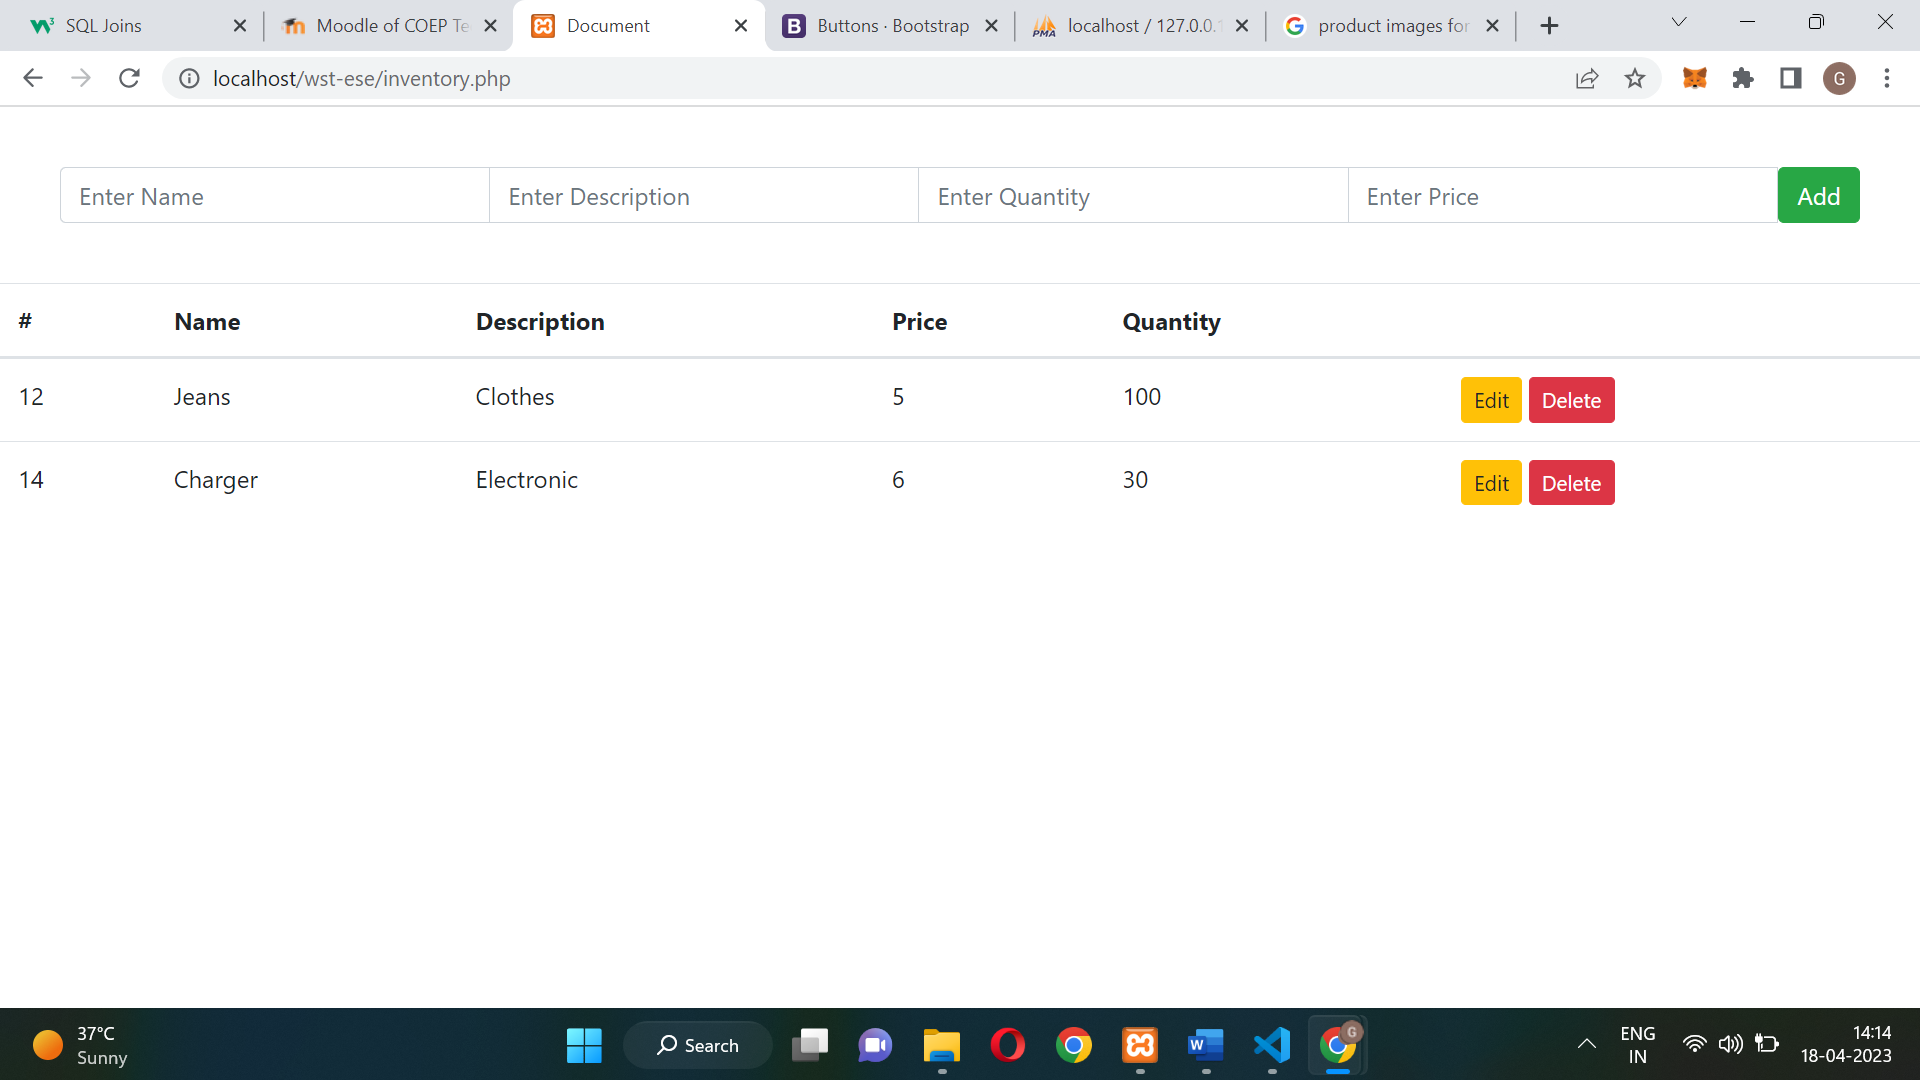 SQL Joins
Moodle of COEP Te
Document
Buttons · Bootstrap
localhost / 127.0.0.1
product images for
localhost/wst-ese/inventory.php
G
Enter Name
Enter Description
Enter Quantity
Enter Price
Add
# Name Description Price Quantity
12 Jeans Clothes 5 100 Edit Delete
14 Charger Electronic 6 30 Edit Delete
37°C
Sunny
Search
G
ENG
IN
14:14
18-04-2023